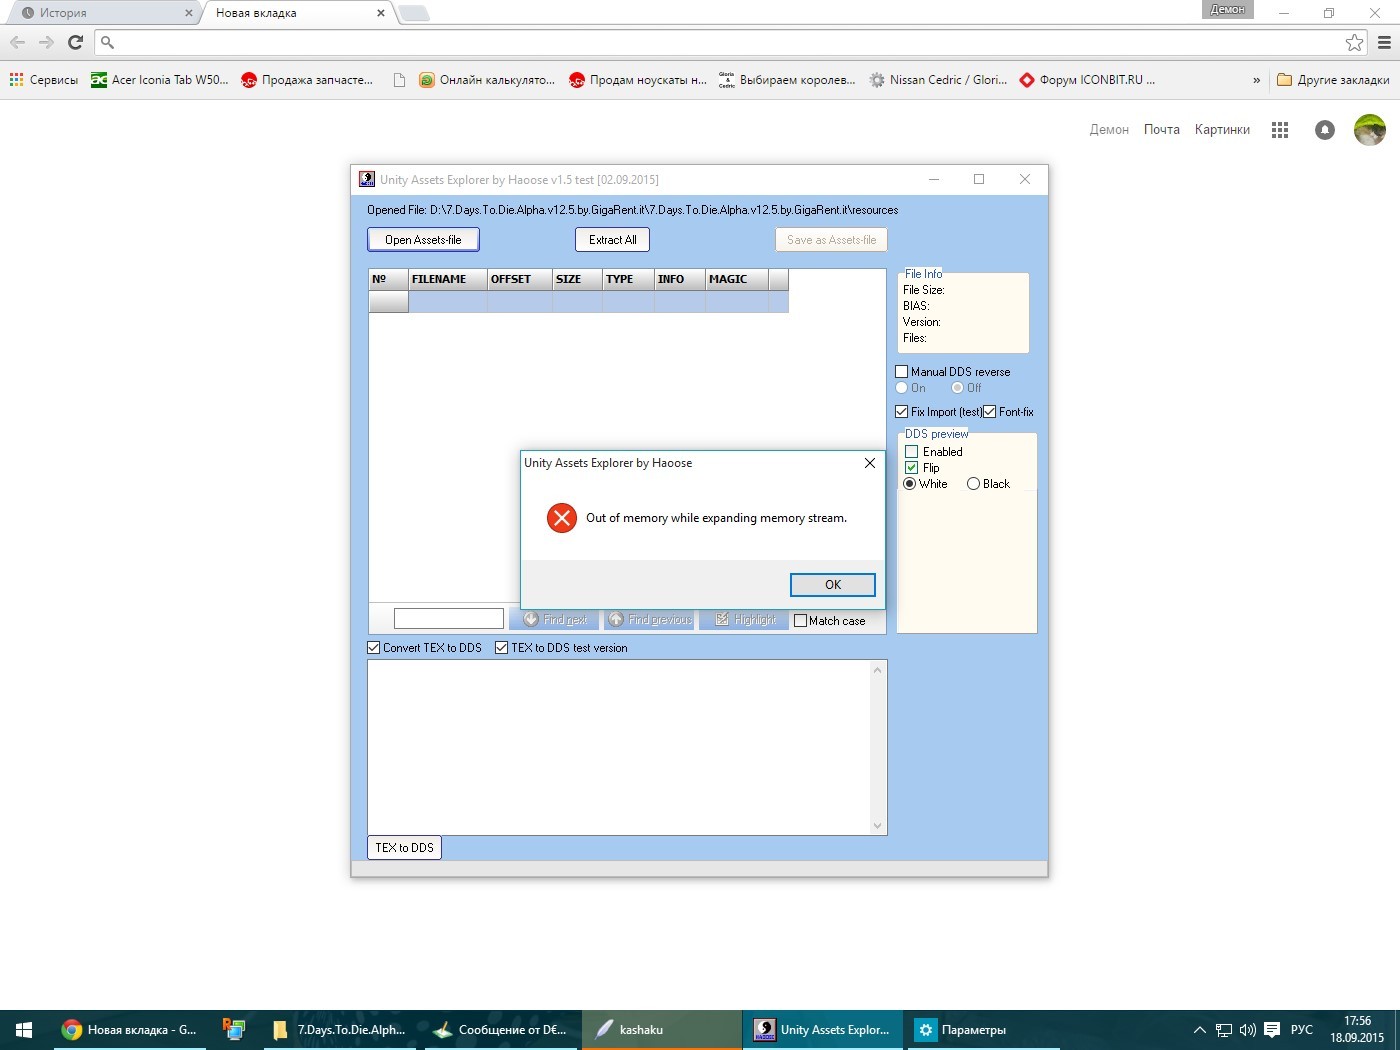 История
Новая вкладка
Демон
Сервисы
Acer Iconia Tab W50...
Продажа запчасте...
Онлайн калькулято...
Продам ноускаты н...
Gloria & Cedric
Выбираем королев...
Nissan Cedric / Glori...
Форум ICONBIT.RU ...
»
Другие закладки
Демон Почта Картинки
Unity Assets Explorer by Haoose v1.5 test [02.09.2015]
Opened File: D:\7.Days.To.Die.Alpha.v12.5.by.GigaRent.it\7.Days.To.Die.Alpha.v12.5.by.GigaRent.it\resources
Open Assets-file
Extract All
Save as Assets-file
Nº FILENAME OFFSET SIZE TYPE INFO MAGIC
File Info
File Size:
BIAS:
Version:
Files:
Manual DDS reverse
On Off
Fix Import (test) Font-fix
DDS preview
Enabled
Flip
White Black
Unity Assets Explorer by Haoose
Out of memory while expanding memory stream.
OK
Find next
Find previous
Highlight
Match case
Convert TEX to DDS
TEX to DDS test version
TEX to DDS
Новая вкладка - G...
7.Days.To.Die.Alph...
Сообщение от D€...
kashaku
Unity Assets Explor...
Параметры
РУС
17:56
18.09.2015